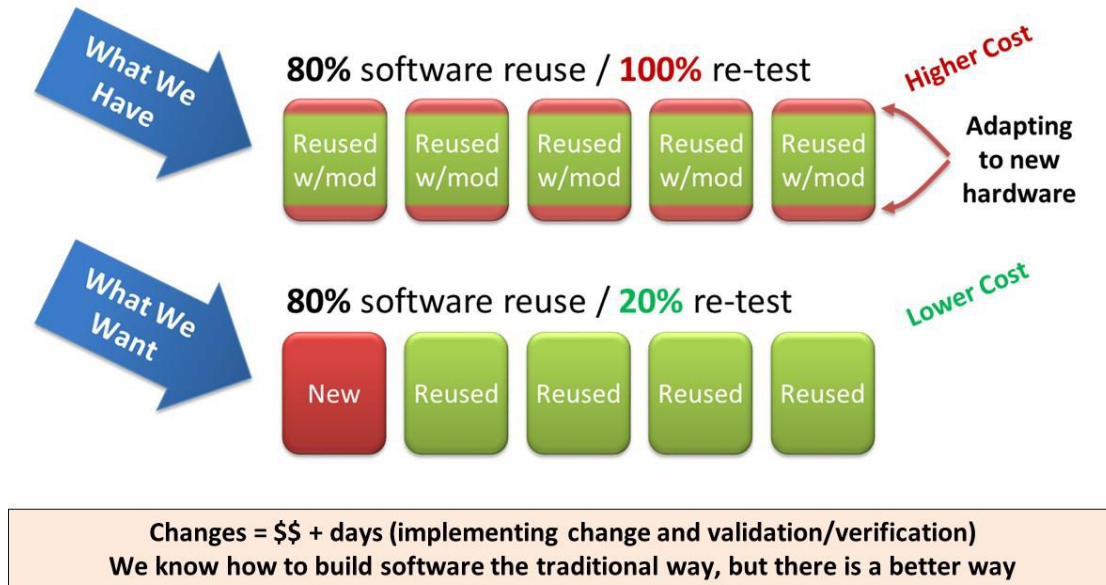 What We
Have
80% software reuse / 100% re-test
Higher Cost
Reused
w/mod
Reused
w/mod
Reused
w/mod
Reused
w/mod
Reused
w/mod
Adapting
to new
hardware
What We
Want
80% software reuse / 20% re-test
Lower Cost
New
Reused
Reused
Reused
Reused
Changes = $$ + days (implementing change and validation/verification)
We know how to build software the traditional way, but there is a better way